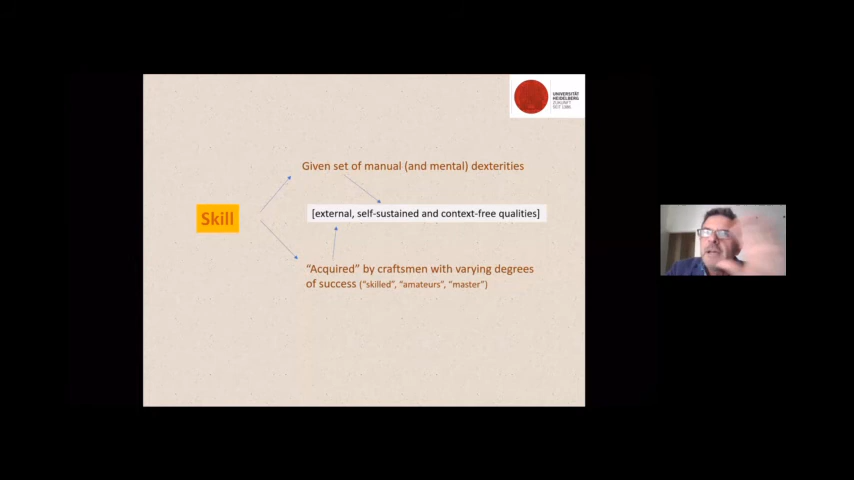 UNIVERSITÄT
HEIDELBERG
ZUKUNFT
SEIT 1386
Given set of manual (and mental) dexterities
Skill
[external, self-sustained and context-free qualities]
“Acquired” by craftsmen with varying degrees
of success (“skilled”, “amateurs”, “master”)